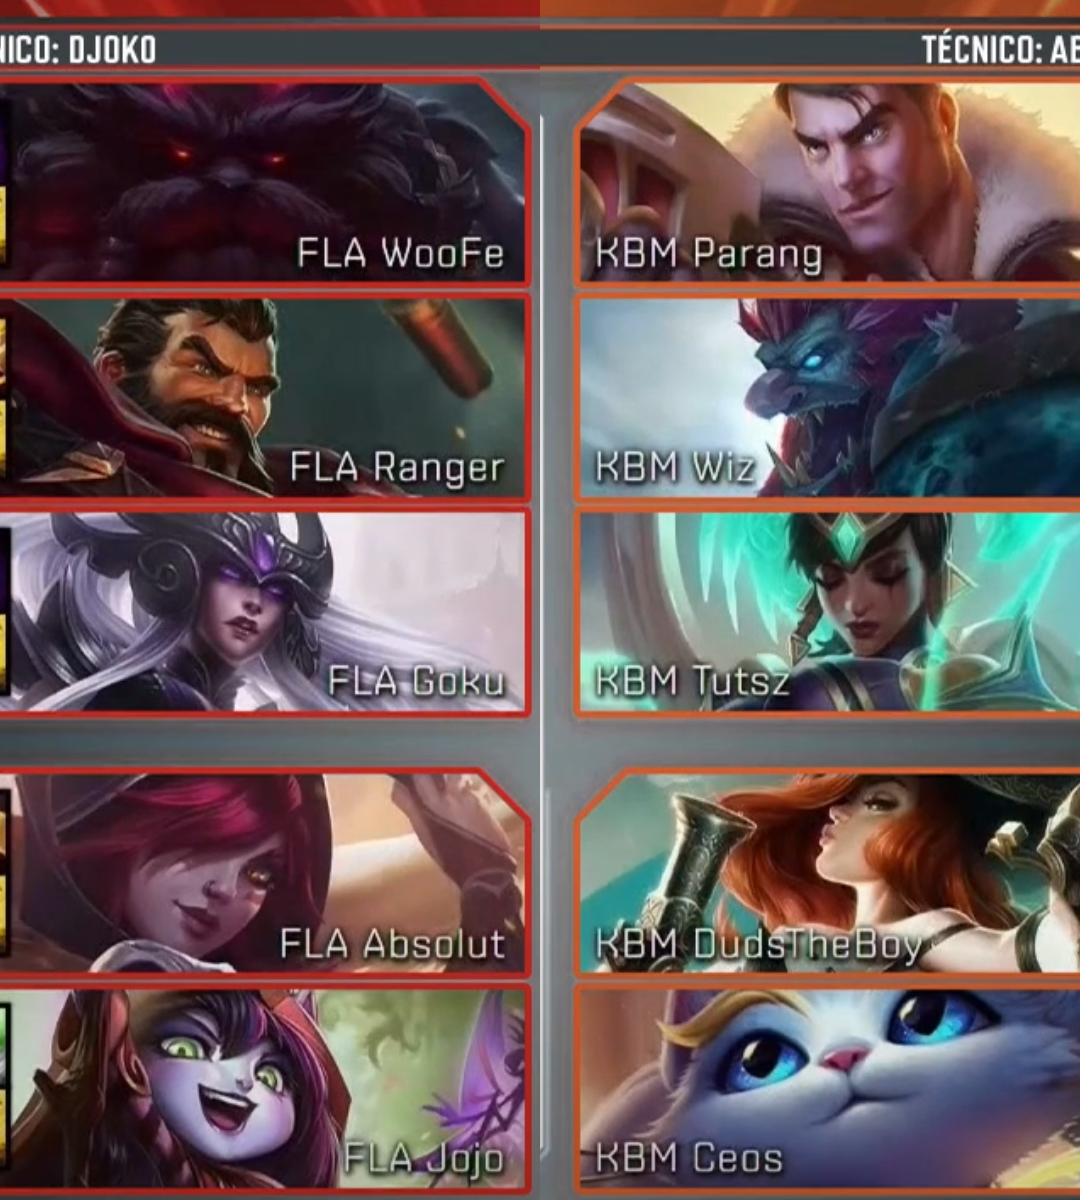 NICO: DJOKO
TÉCNICO: AB
FLA WooFe
KBM Parang
FLA Ranger
KBM Wiz
FLA Goku
KBM Tutsz
FLA Absolut
KBM DudsTheBoy
FLA Jojo
KBM Ceos